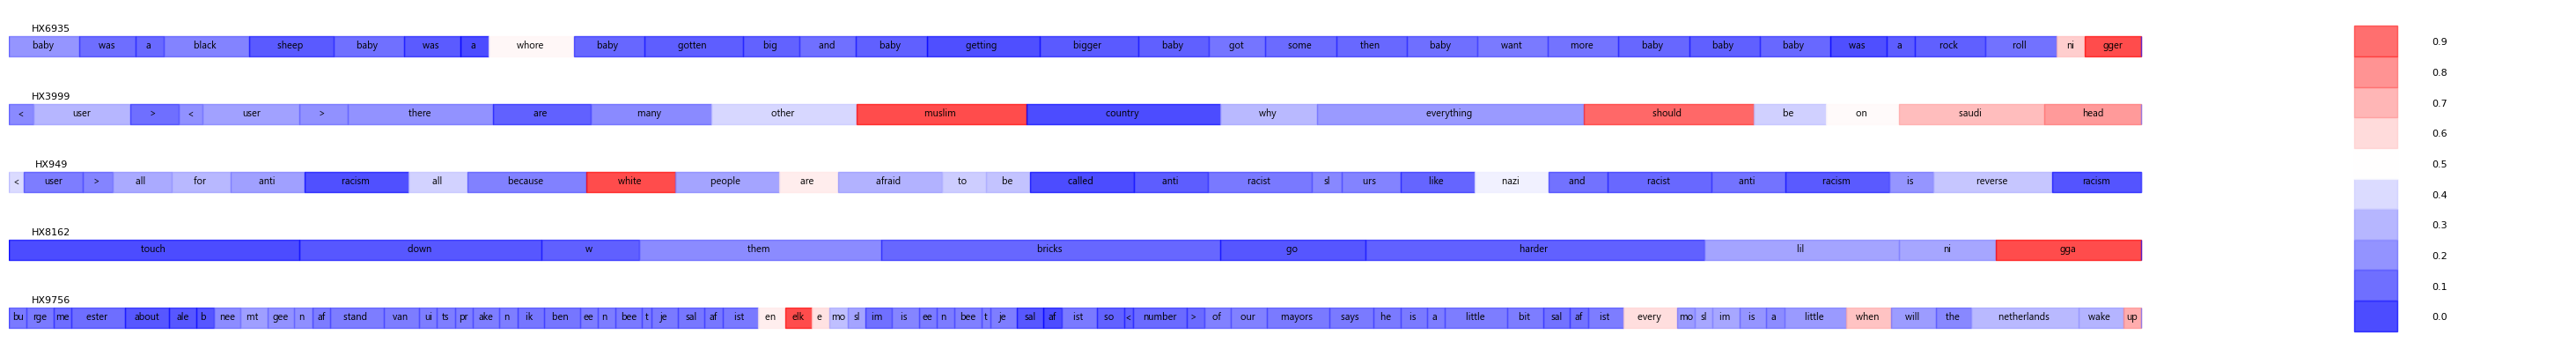 HX6935
baby was a black sheep baby was a whore baby gotten big and baby getting bigger baby got some then baby want more baby baby baby was a rock roll ni gger
HX3999
< user > < user > there are many other muslim country why everything should be on saudi head
HX949
< user > all for anti racism all because white people are afraid to be called anti racist sl urs like nazi and racist anti racism is reverse racism
HX8162
touch down w them bricks go harder lil ni gga
HX9756
bu rge me ester about ale b nee mt gee n af stand van ui ts pr ake n ik ben ee n bee t je sal af ist en elk e mo sl im is ee n bee t je sal af ist so < number > of our mayors says he is a little bit sal af ist every mo sl im is a little when will the netherlands wake up
0.9
0.8
0.7
0.6
0.5
0.4
0.3
0.2
0.1
0.0